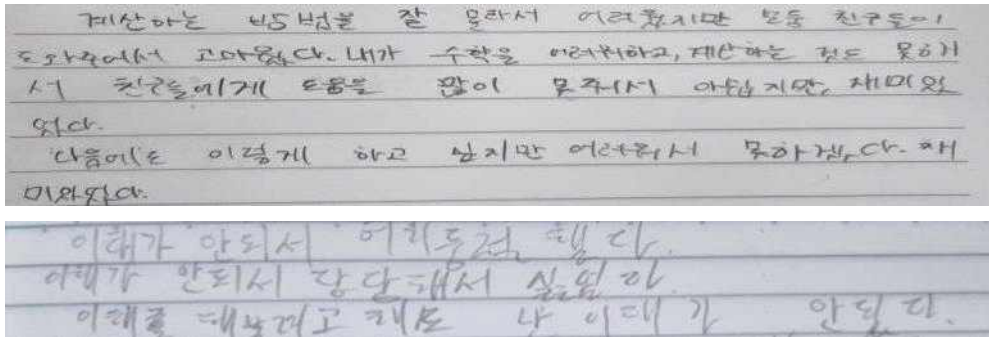 계산하는 방법을 잘 몰라서 어려웠지만 모둠 친구들이
도와주어서 고마웠다. 내가 수학을 어려워하고, 계산하는 것도 못하기
서 친구들에게 도움을 많이 못주어서 아쉽지만, 재미있
었다.
다음에도 이렇게 하고 싶지만 어려워서 못하겠다. 재
미있었다.
이해가 안되서 했다.
이해가 안되서 답답해서 싫었다
이해를 해보려고 해도 나 이해가 안된다.